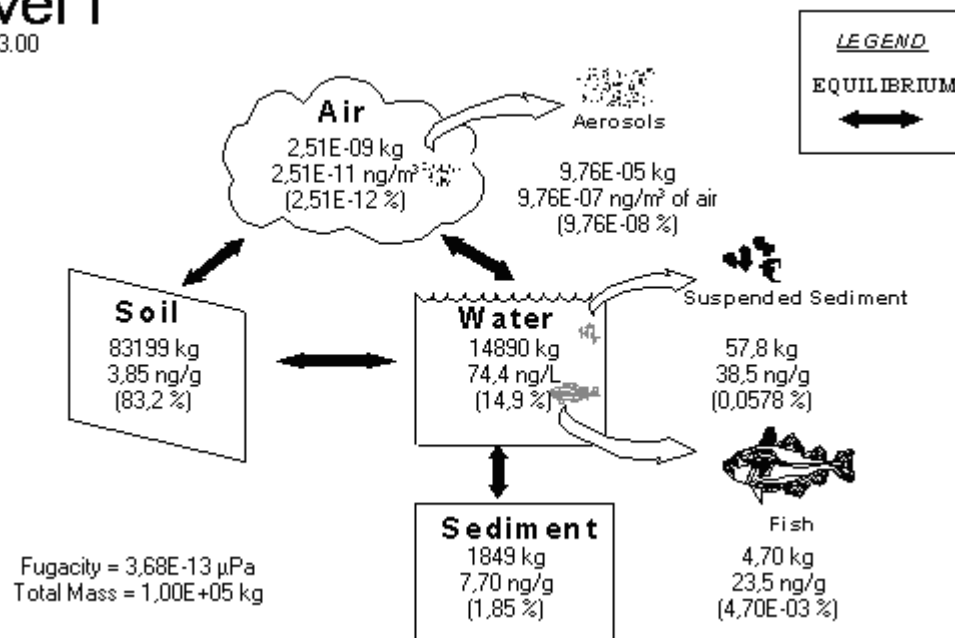 3.00
LEGEND
EQUILIBRIUM
Air
2,51E-09 kg
2,51E-11 ng/m³
(2,51E-12 %)
Aerosols
9,76E-05 kg
9,76E-07 ng/m³ of air
(9,76E-08 %)
Soil
83199 kg
3,85 ng/g
(83,2 %)
Water
14890 kg
74,4 ng/L
(14,9 %)
Suspended Sediment
57,8 kg
38,5 ng/g
(0,0578 %)
Fish
4,70 kg
23,5 ng/g
(4,70E-03 %)
Sediment
1849 kg
7,70 ng/g
(1,85 %)
Fugacity = 3,68E-13 µPa
Total Mass = 1,00E+05 kg